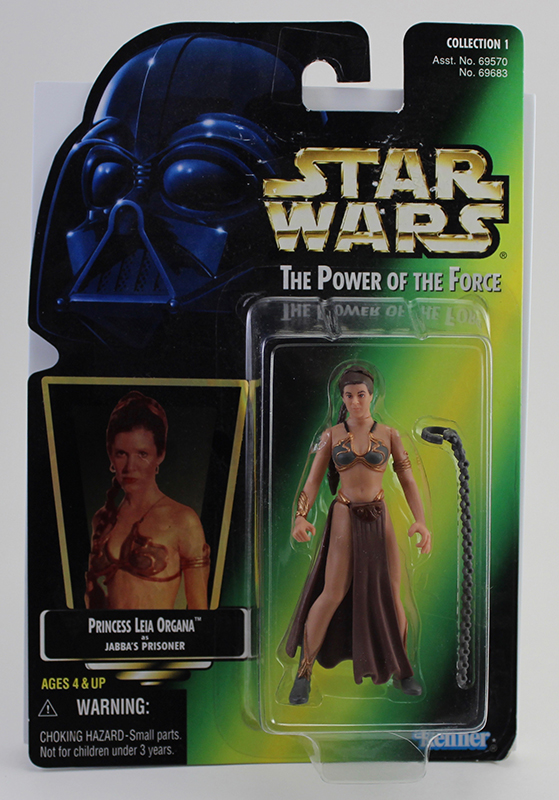 COLLECTION 1
Asst. No. 69570
No. 69683
STAR
WARS®
THE POWER OF THE FORCE
PRINCESS LEIA ORGANA™
as
JABBA'S PRISONER
AGES 4 & UP
WARNING:
CHOKING HAZARD-Small parts.
Not for children under 3 years.
Kenner